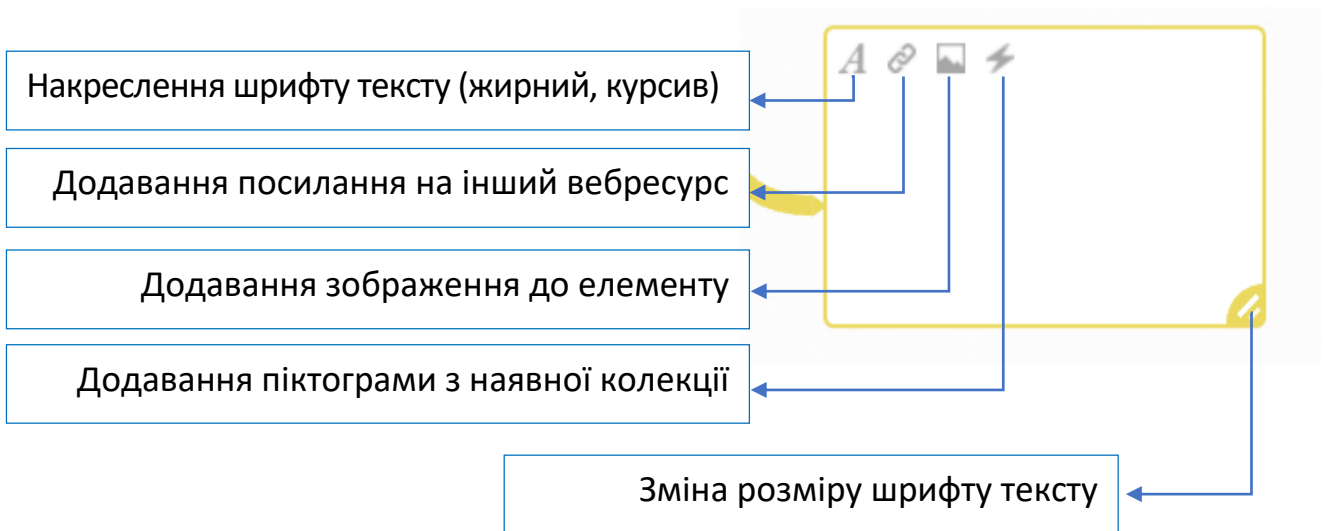 Накреслення шрифту тексту (жирний, курсив)
A
Додавання посилання на інший вебресурс
Додавання зображення до елементу
Додавання піктограми з наявної колекції
Зміна розміру шрифту тексту